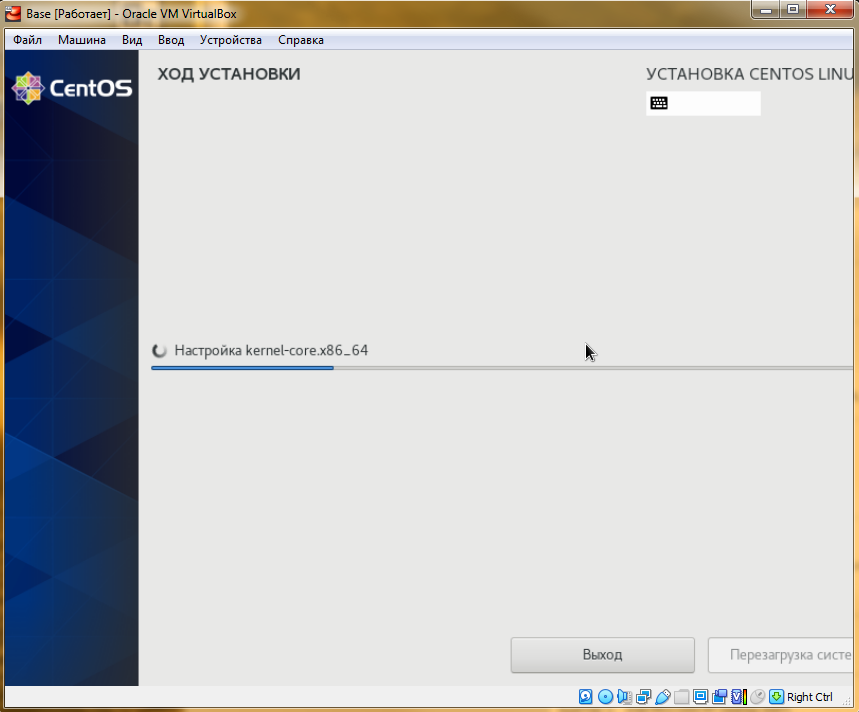 Base [Работает] - Oracle VM VirtualBox
Файл Машина Вид Ввод Устройства Справка
CentOS
ХОД УСТАНОВКИ
УСТАНОВКА CENTOS LINU
Настройка kernel-core.x86_64
Выход
Перезагрузка систе
Right Ctrl